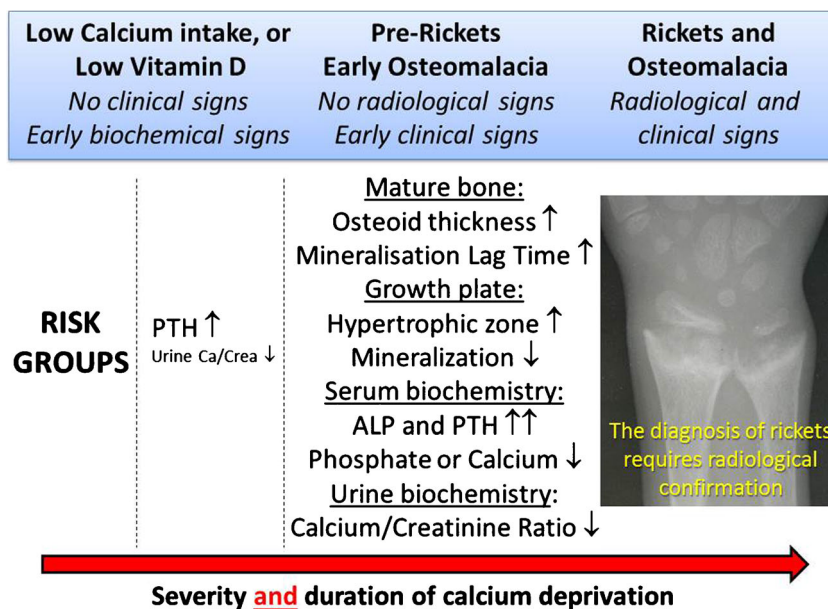 Low Calcium intake, or
Low Vitamin D
No clinical signs
Early biochemical signs
Pre-Rickets
Early Osteomalacia
No radiological signs
Early clinical signs
Rickets and
Osteomalacia
Radiological and
clinical signs
RISK
GROUPS
PTH ↑
Urine Ca/Crea ↓
Mature bone:
Osteoid thickness ↑
Mineralisation Lag Time ↑
Growth plate:
Hypertrophic zone ↑
Mineralization ↓
Serum biochemistry:
ALP and PTH ↑↑
Phosphate or Calcium ↓
Urine biochemistry:
Calcium/Creatinine Ratio ↓
The diagnosis of rickets
requires radiological
confirmation
Severity and duration of calcium deprivation